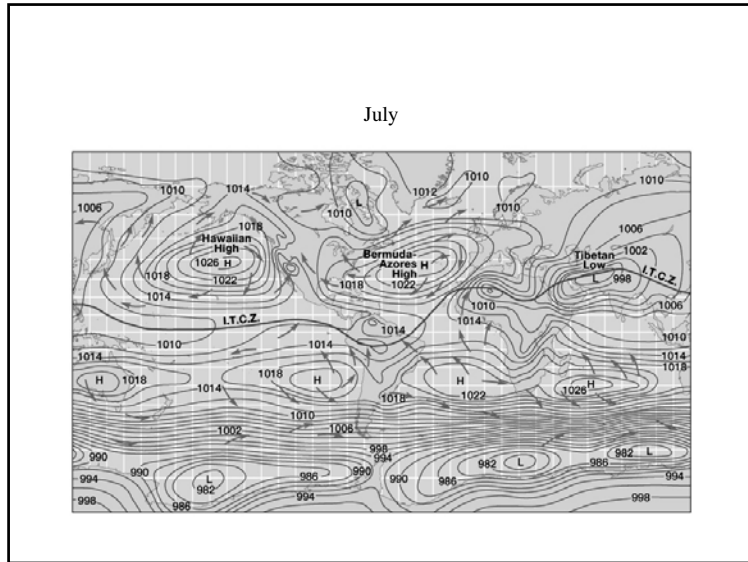 July
1010 1014 1012 1010
1006 1010 L 1006
1018 1002
Hawaiian
High
Bermuda-
Azores
High
Tibetan
Low
1026 H H L 998
1018 1022 1018 1022 I.T.C.Z.
1014 1010 1006
I.T.C.Z. 1014 1014
1010 1010
1014 1014
H 1018 1014 1018 H H 1022 H 1026 1018
1018
1010
1002 1006
998
990 994
994 990 L 982 986 990 990 986 982 L 986 982 L 994
998 986 994 998